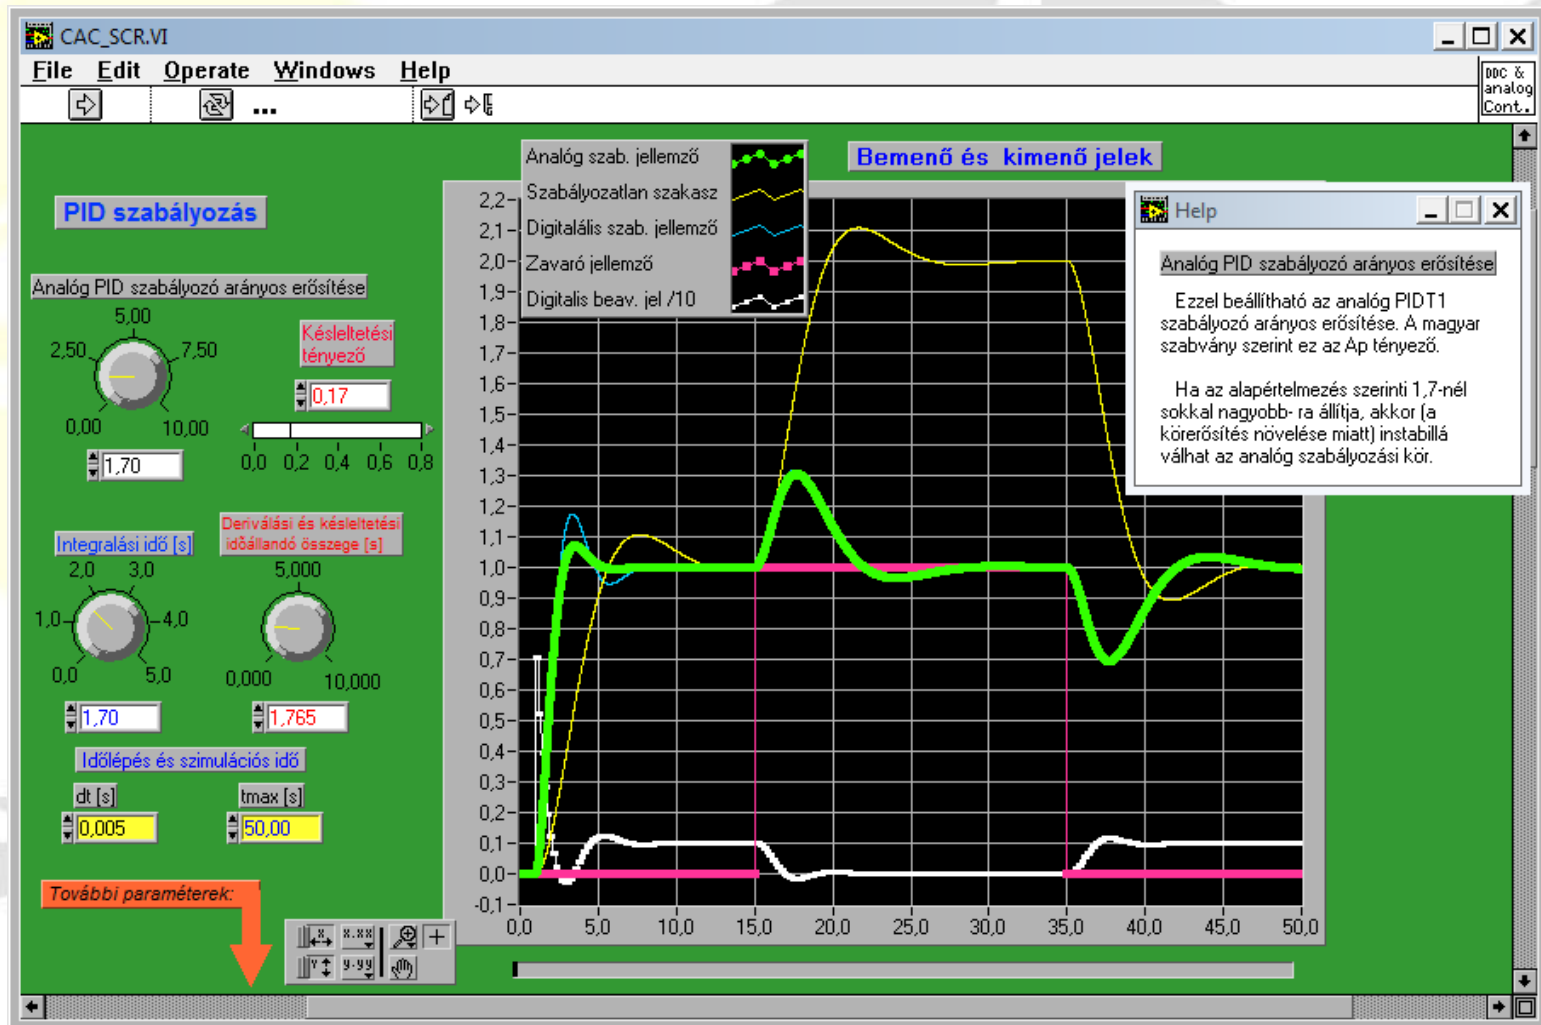 CAC_SCR.VI
File Edit Operate Windows Help
...
DDC &
analog
Cont.
Analóg szab. jellemző
Szabályozatlan szakasz
Digitalális szab. jellemző
Zavaró jellemző
Digitalis beav. jel /10
Bemenő és kimenő jelek
PID szabályozás
Analóg PID szabályozó arányos erősítése
5,00
2,50
7,50
0,00
10,00
1,70
Késleltetési
tényező
0,17
0,0 0,2 0,4 0,6 0,8
Integralási idő [s]
2,0 3,0
1,0
4,0
0,0
5,0
1,70
Deriválási és késleltetési
időállandó összege [s]
5,000
0,000
10,000
1,765
Időlépés és szimulációs idő
dt [s]
0,005
tmax [s]
50,00
További paraméterek:
2,2
2,1
2,0
1,9
1,8
1,7
1,6
1,5
1,4
1,3
1,2
1,1
1,0
0,9
0,8
0,7
0,6
0,5
0,4
0,3
0,2
0,1
0,0
-0,1
0,0 5,0 10,0 15,0 20,0 25,0 30,0 35,0 40,0 45,0 50,0
X
x.xx
Y
y.yy
Help
Analóg PID szabályozó arányos erősítése
Ezzel beállítható az analóg PIDT1
szabályozó arányos erősítése. A magyar
szabvány szerint ez az Ap tényező.
Ha az alapértelmezés szerinti 1,7-nél
sokkal nagyobb- ra állítja, akkor (a
körerősítés növelése miatt) instabillá
válhat az analóg szabályozási kör.